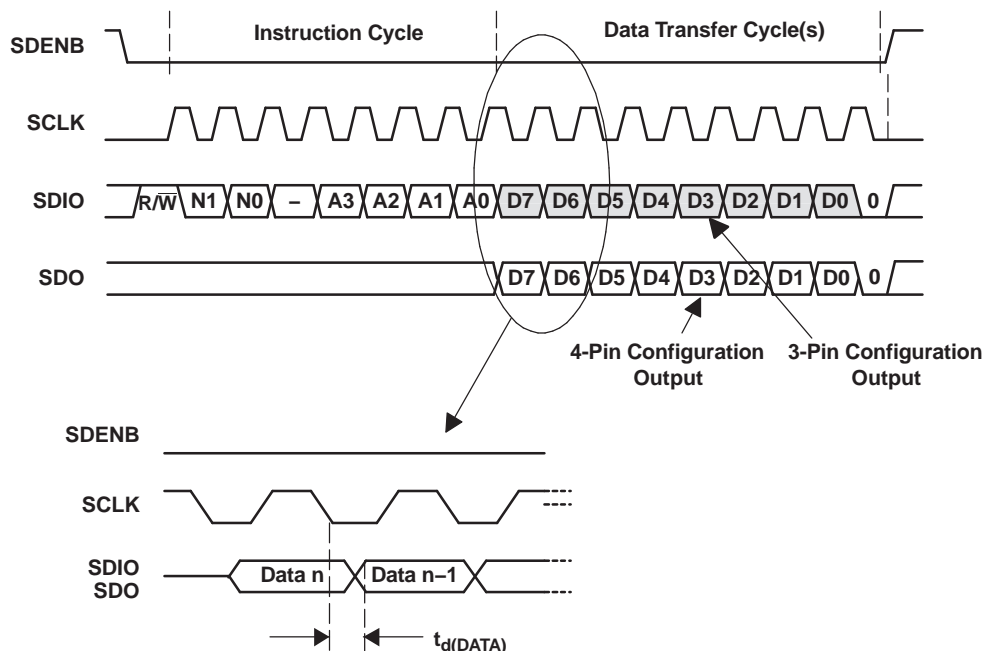 Instruction Cycle Data Transfer Cycle(s)
SDENB
SCLK
SDIO R/W̅ N1 N0 – A3 A2 A1 A0 D7 D6 D5 D4 D3 D2 D1 D0 0
SDO D7 D6 D5 D4 D3 D2 D1 D0 0
4-Pin Configuration 3-Pin Configuration
Output Output
SDENB
SCLK
SDIO
SDO
Data n Data n–1
td(DATA)